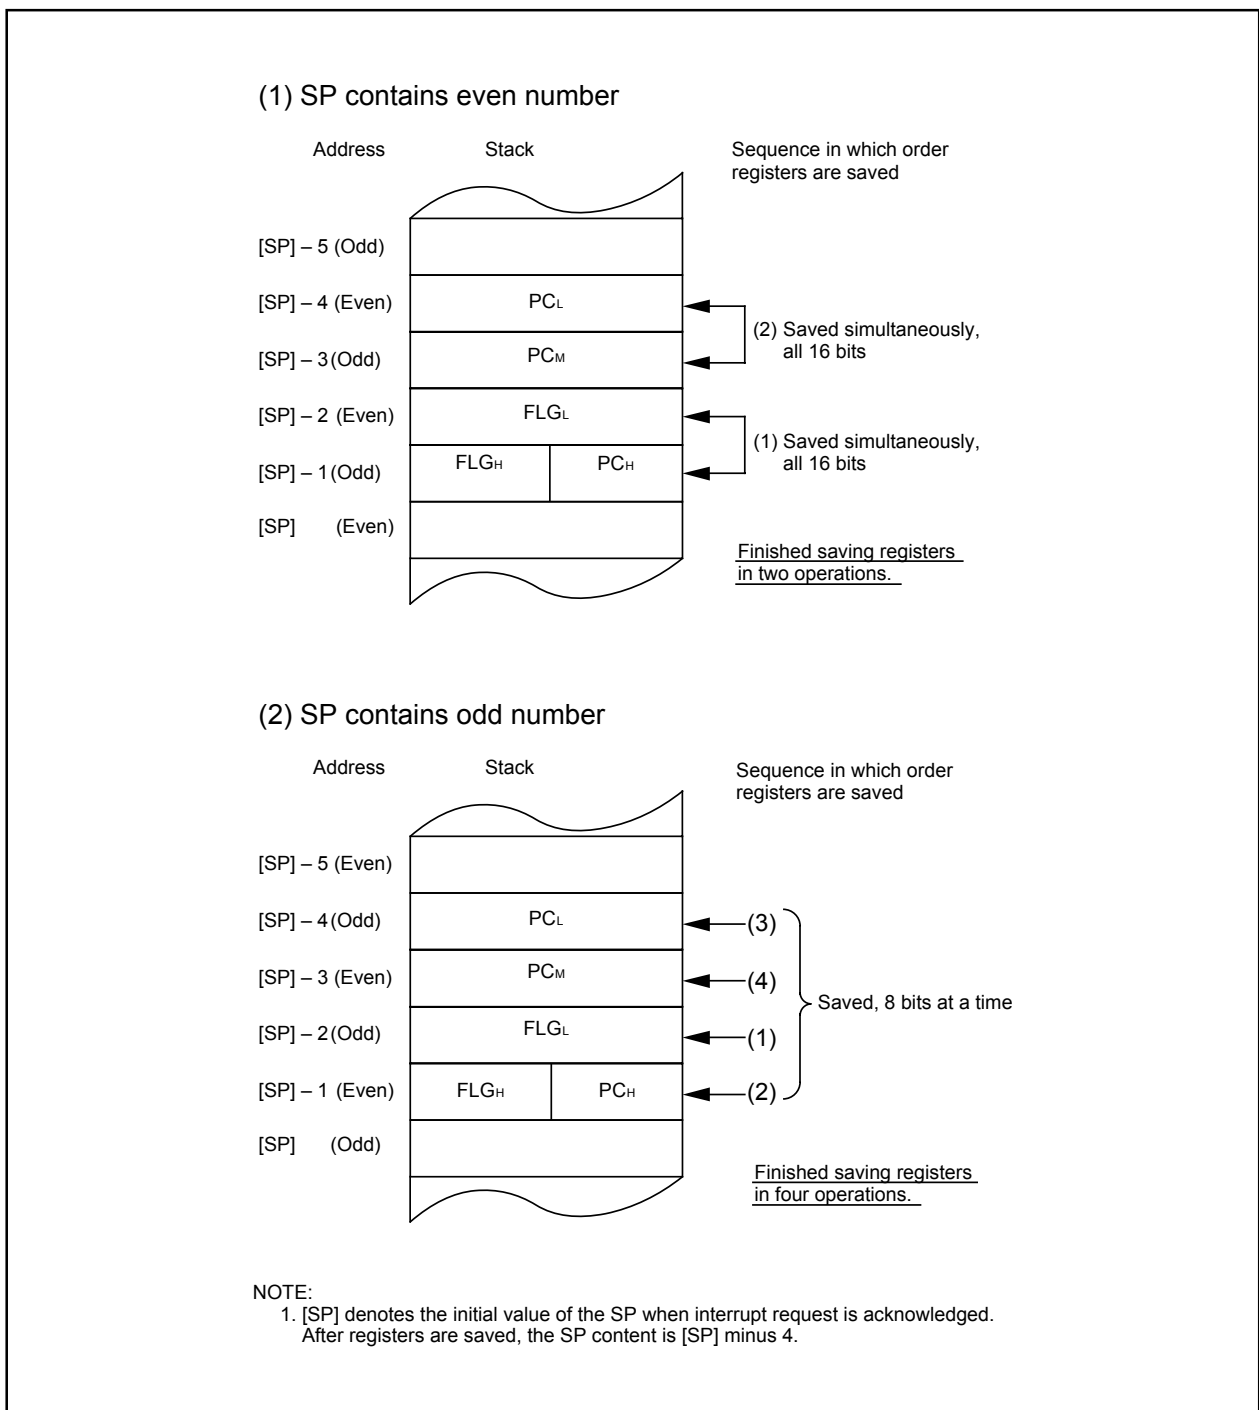 (1) SP contains even number
Address Stack Sequence in which order
registers are saved
[SP] – 5 (Odd)
[SP] – 4 (Even) PCL
(2) Saved simultaneously,
all 16 bits
[SP] – 3 (Odd) PCM
[SP] – 2 (Even) FLGL
(1) Saved simultaneously,
all 16 bits
[SP] – 1 (Odd) FLGH PCH
[SP] (Even)
Finished saving registers
in two operations.
(2) SP contains odd number
Address Stack Sequence in which order
registers are saved
[SP] – 5 (Even)
[SP] – 4 (Odd) PCL (3)
[SP] – 3 (Even) PCM (4)
Saved, 8 bits at a time
[SP] – 2 (Odd) FLGL (1)
[SP] – 1 (Even) FLGH PCH (2)
[SP] (Odd)
Finished saving registers
in four operations.
NOTE:
1. [SP] denotes the initial value of the SP when interrupt request is acknowledged.
After registers are saved, the SP content is [SP] minus 4.